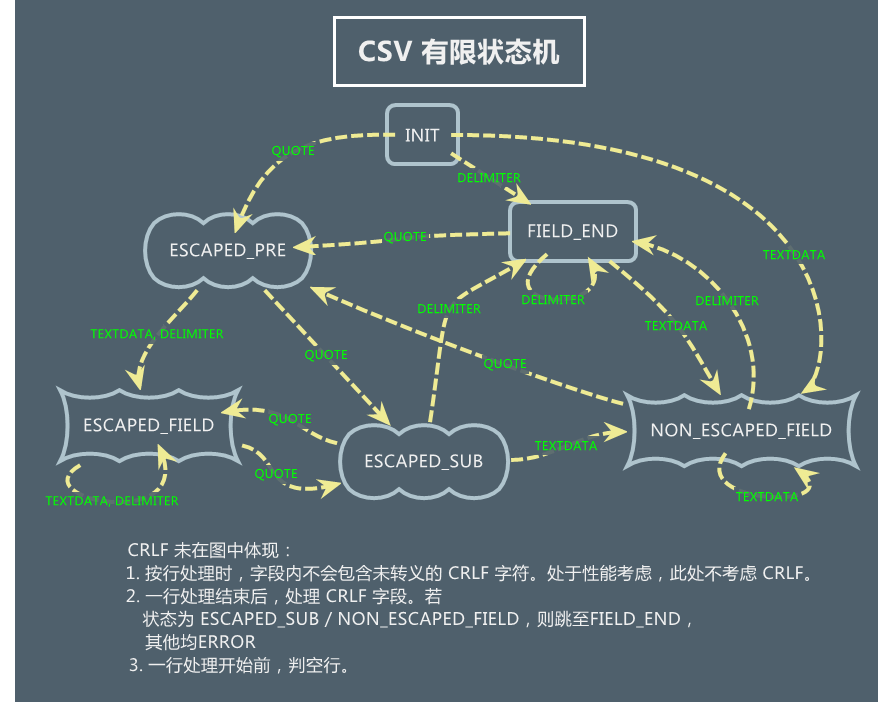 CSV 有限状态机
INIT
QUOTE
DELIMITER
ESCAPED_PRE
QUOTE
FIELD_END
TEXTDATA
DELIMITER
DELIMITER
DELIMITER
TEXTDATA
TEXTDATA, DELIMITER
QUOTE
QUOTE
ESCAPED_FIELD
QUOTE
NON_ESCAPED_FIELD
TEXTDATA
ESCAPED_SUB
QUOTE
TEXTDATA, DELIMITER
TEXTDATA
CRLF 未在图中体现：
1. 按行处理时，字段内不会包含未转义的 CRLF 字符。处于性能考虑，此处不考虑 CRLF。
2. 一行处理结束后，处理 CRLF 字段。若
状态为 ESCAPED_SUB / NON_ESCAPED_FIELD，则跳至FIELD_END，
其他均ERROR
3. 一行处理开始前，判空行。